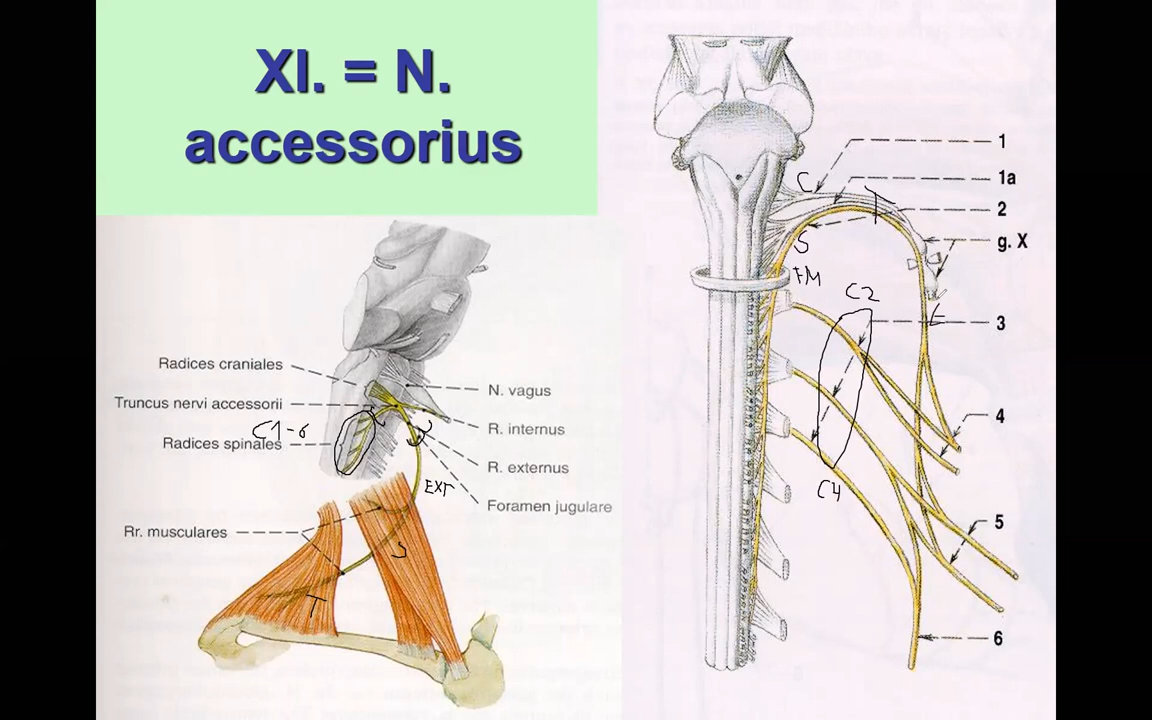 XI. = N.
accessorius
Radices craniales
Truncus nervi accessorii
C1-6
Radices spinales
Rr. musculares
N. vagus
R. internus
R. externus
EXT
Foramen jugulare
T
C
S
FM
C2
C4
T
E
1
1a
2
g. X
3
4
5
6